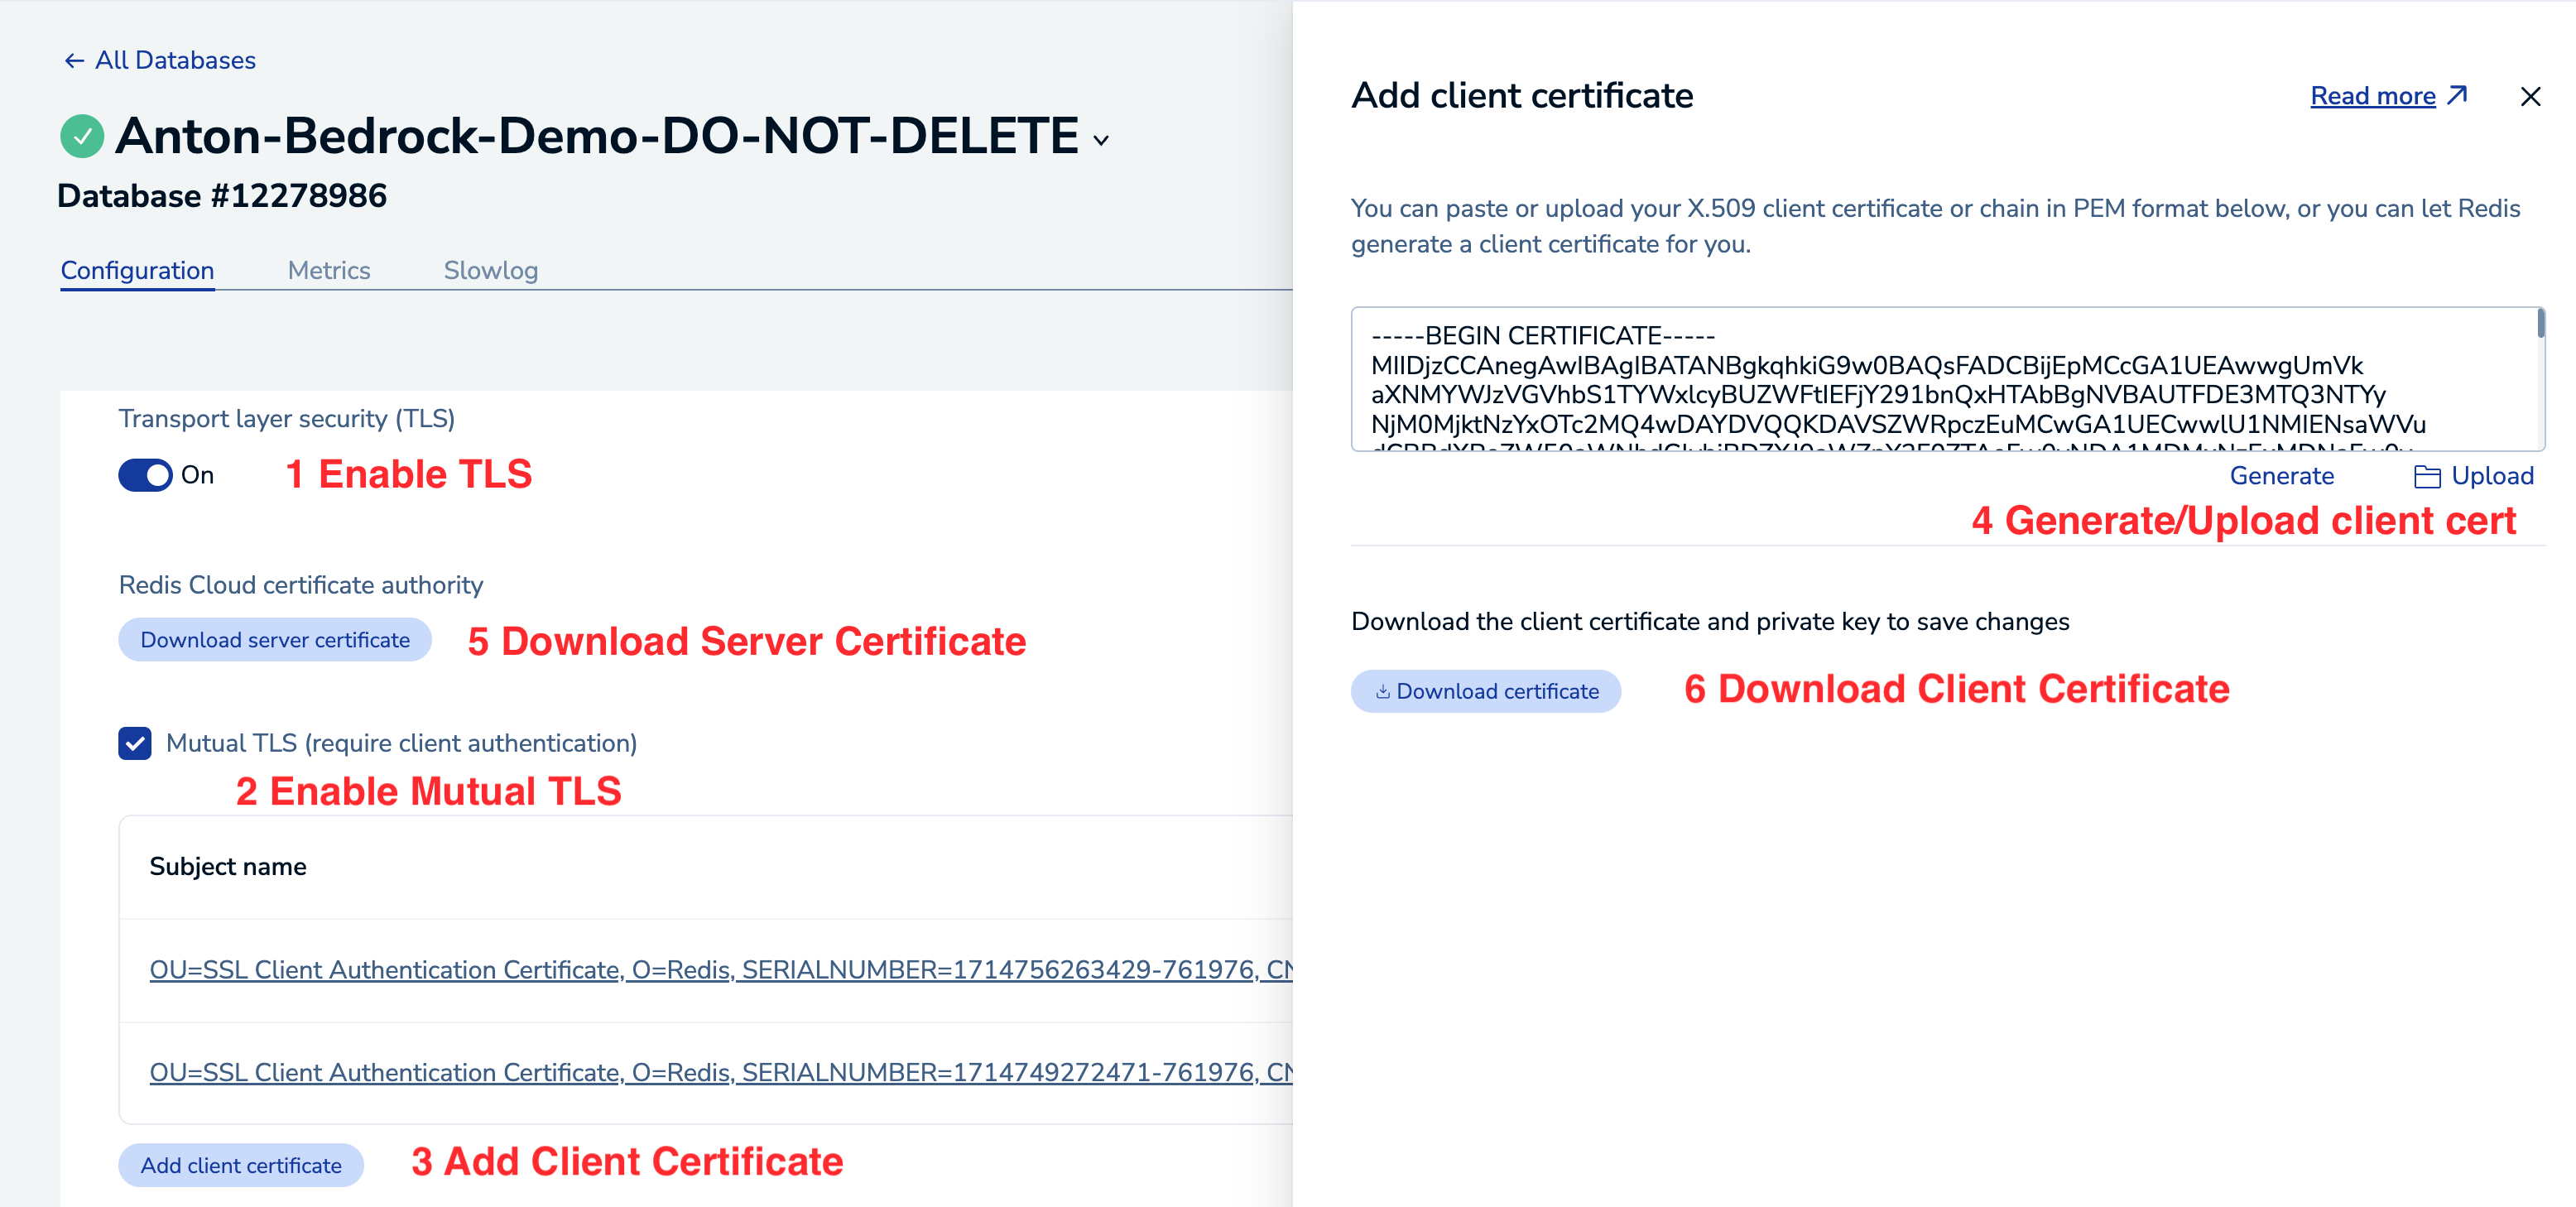 ← All Databases
Anton-Bedrock-Demo-DO-NOT-DELETE
Database #12278986
Configuration Metrics Slowlog
Transport layer security (TLS)
On 1 Enable TLS
Redis Cloud certificate authority
Download server certificate 5 Download Server Certificate
Mutual TLS (require client authentication)
2 Enable Mutual TLS
Subject name
OU=SSL Client Authentication Certificate, O=Redis, SERIALNUMBER=1714756263429-761976, CN
OU=SSL Client Authentication Certificate, O=Redis, SERIALNUMBER=1714749272471-761976, CN
Add client certificate 3 Add Client Certificate
Add client certificate
Read more
You can paste or upload your X.509 client certificate or chain in PEM format below, or you can let Redis
generate a client certificate for you.
-----BEGIN CERTIFICATE-----
MIIDjzCCAnegAwIBAgIBATANBgkqhkiG9w0BAQsFADCBijEpMCcGA1UEAwwgUmVk
aXNMYWJzVGVhbS1TYWxlcyBUZWFtIEFjY291bnQxHTAbBgNVBAUTFDE3MTQ3NTYy
NjM0MjktNzYxOTc2MQ4wDAYDVQQKDAVSZWRpczEuMCwGA1UECwwlU1NMIENsaWVu
Generate Upload
4 Generate/Upload client cert
Download the client certificate and private key to save changes
Download certificate 6 Download Client Certificate